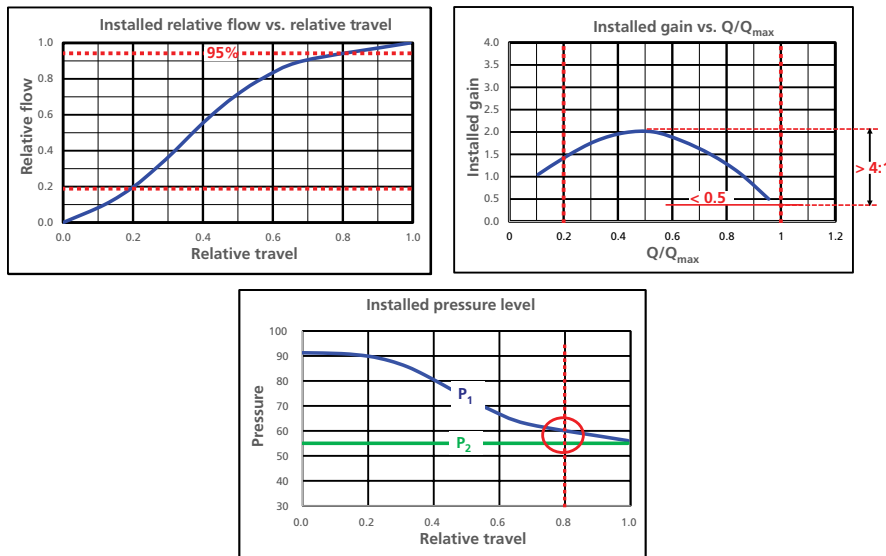 Installed relative flow vs. relative travel
1.0
0.8
0.6
0.4
0.2
0.0
Relative flow
95%
0.0 0.2 0.4 0.6 0.8 1.0
Relative travel
Installed gain vs. Q/Qmax
4.0
3.5
3.0
2.5
2.0
1.5
1.0
0.5
0.0
Installed gain
< 0.5
> 4:1
0 0.2 0.4 0.6 0.8 1.0 1.2
Q/Qmax
Installed pressure level
100
90
80
70
60
50
40
30
Pressure
P1
P2
0.0 0.2 0.4 0.6 0.8 1.0
Relative travel